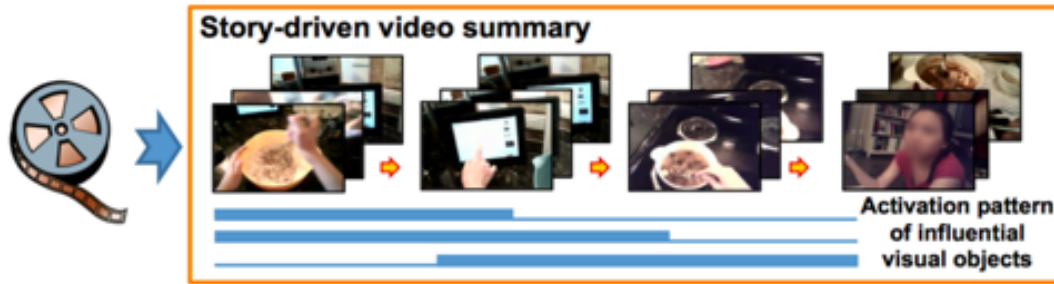 Story-driven video summary
Activation pattern
of influential
visual objects